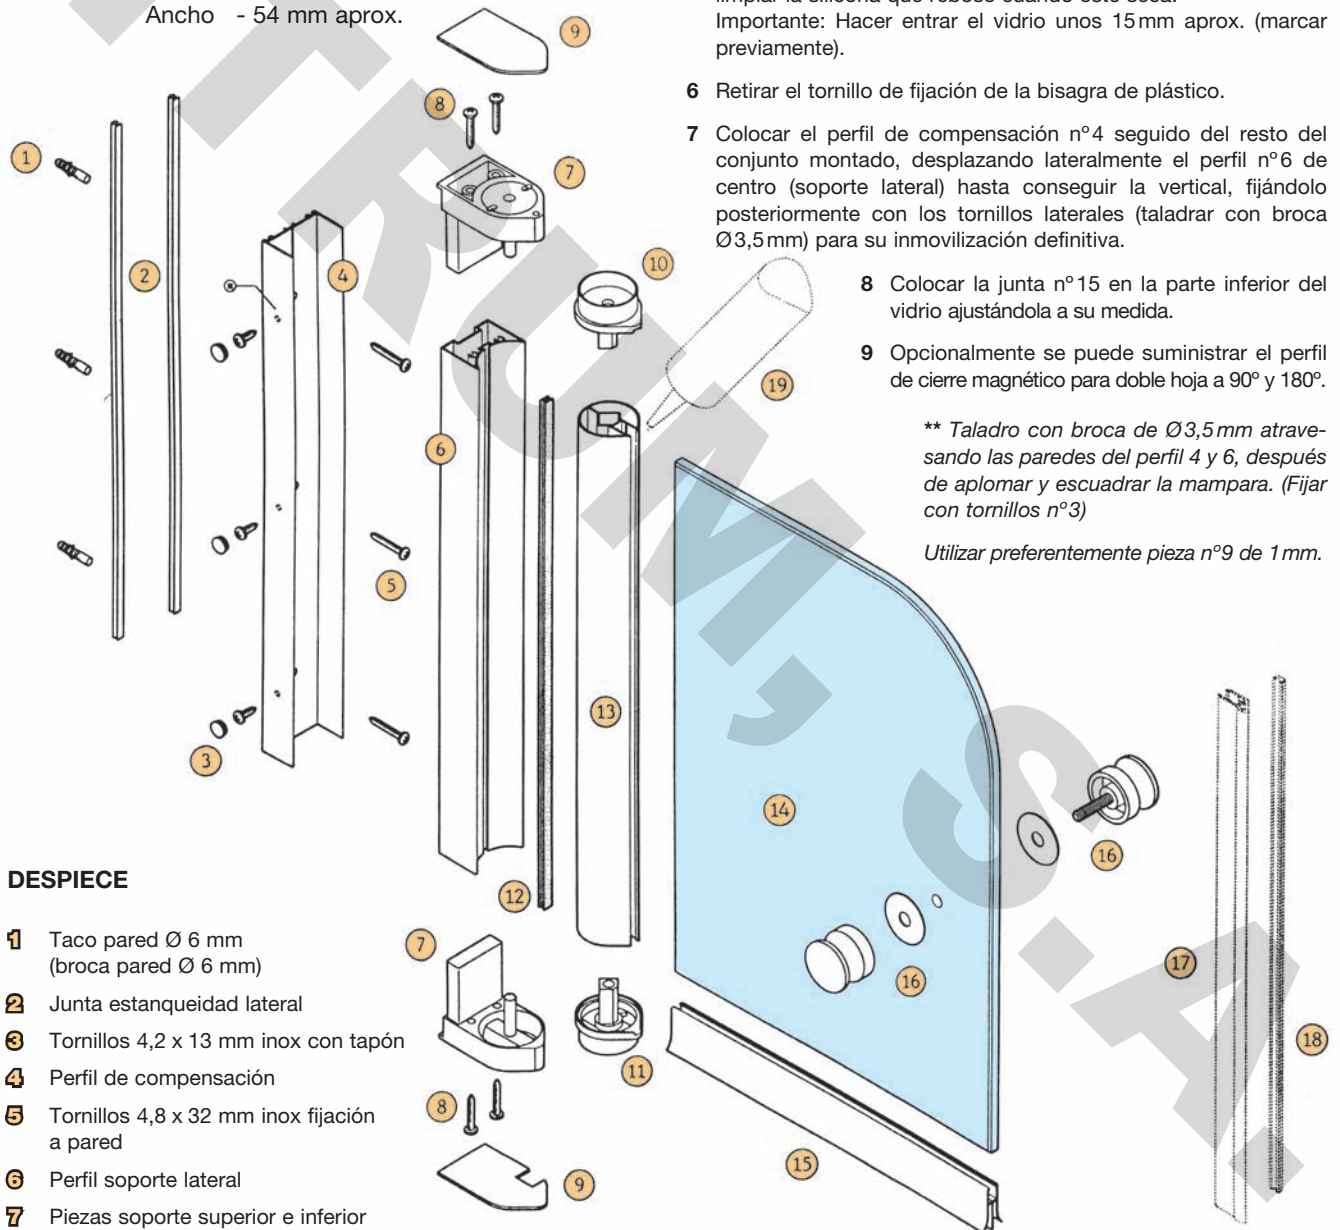 Ancho - 54 mm aprox.
Importante: Hacer entrar el vidrio unos 15 mm aprox. (marcar
previamente).
6 Retirar el tornillo de fijación de la bisagra de plástico.
7 Colocar el perfil de compensación nº 4 seguido del resto del
conjunto montado, desplazando lateralmente el perfil nº 6 de
centro (soporte lateral) hasta conseguir la vertical, fijándolo
posteriormente con los tornillos laterales (taladrar con broca
Ø 3,5 mm) para su inmovilización definitiva.
8 Colocar la junta nº 15 en la parte inferior del
vidrio ajustándola a su medida.
9 Opcionalmente se puede suministrar el perfil
de cierre magnético para doble hoja a 90º y 180º.
** Taladro con broca de Ø 3,5 mm atrave-
sando las paredes del perfil 4 y 6, después
de aplomar y escuadrar la mampara. (Fijar
con tornillos nº 3)
Utilizar preferentemente pieza nº 9 de 1 mm.
9
8
1
7
2
4
10
19
6
5
13
3
14
16
12
7
16
17
11
18
8
15
9
DESPIECE
1 Taco pared Ø 6 mm
(broca pared Ø 6 mm)
2 Junta estanqueidad lateral
3 Tornillos 4,2 x 13 mm inox con tapón
4 Perfil de compensación
5 Tornillos 4,8 x 32 mm inox fijación
a pared
6 Perfil soporte lateral
7 Piezas soporte superior e inferior
TRUM, S.A.